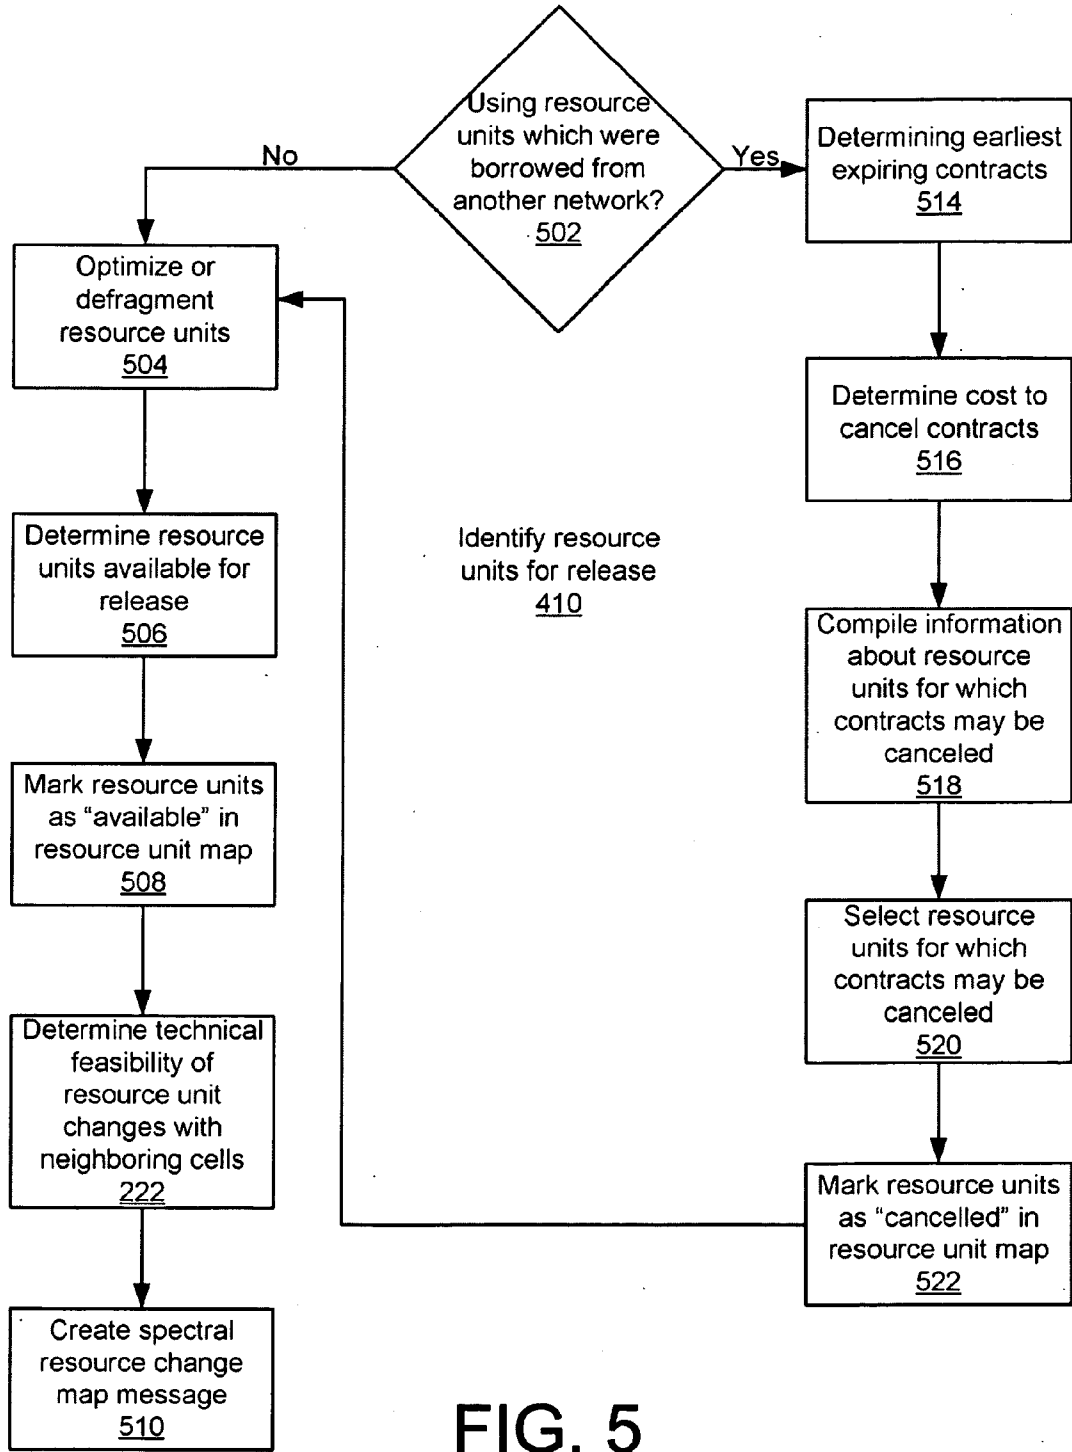 Using resource
units which were
borrowed from
another network?
502
No
Yes
Optimize or
defragment
resource units
504
Determine resource
units available for
release
506
Mark resource units
as “available” in
resource unit map
508
Determine technical
feasibility of
resource unit
changes with
neighboring cells
222
Create spectral
resource change
map message
510
Identify resource
units for release
410
Determining earliest
expiring contracts
514
Determine cost to
cancel contracts
516
Compile information
about resource
units for which
contracts may be
canceled
518
Select resource
units for which
contracts may be
canceled
520
Mark resource units
as “cancelled” in
resource unit map
522
FIG. 5